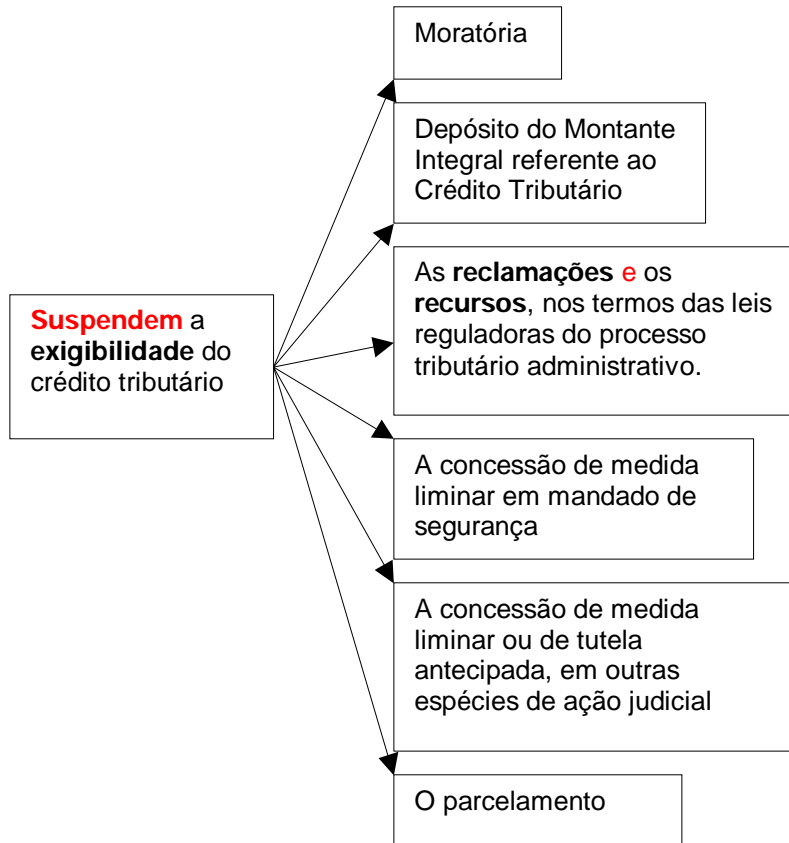 Moratória
Depósito do Montante
Integral referente ao
Crédito Tributário
As reclamações e os
recursos, nos termos das leis
reguladoras do processo
tributário administrativo.
Suspendem a
exigibilidade do
crédito tributário
A concessão de medida
liminar em mandado de
segurança
A concessão de medida
liminar ou de tutela
antecipada, em outras
espécies de ação judicial
O parcelamento